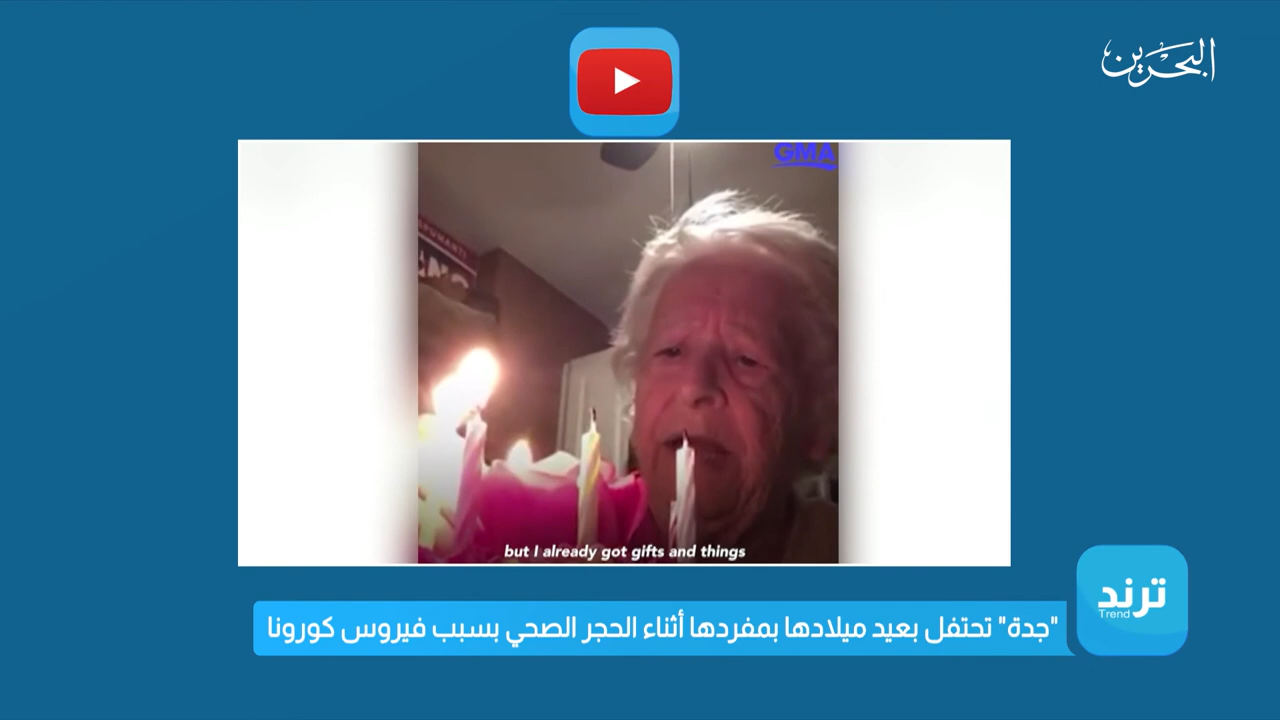 البحرين
GMA
SPUMANTI
but I already got gifts and things
ترند
Trend
"جدة" تحتفل بعيد ميلادها بمفردها أثناء الحجر الصحي بسبب فيروس كورونا